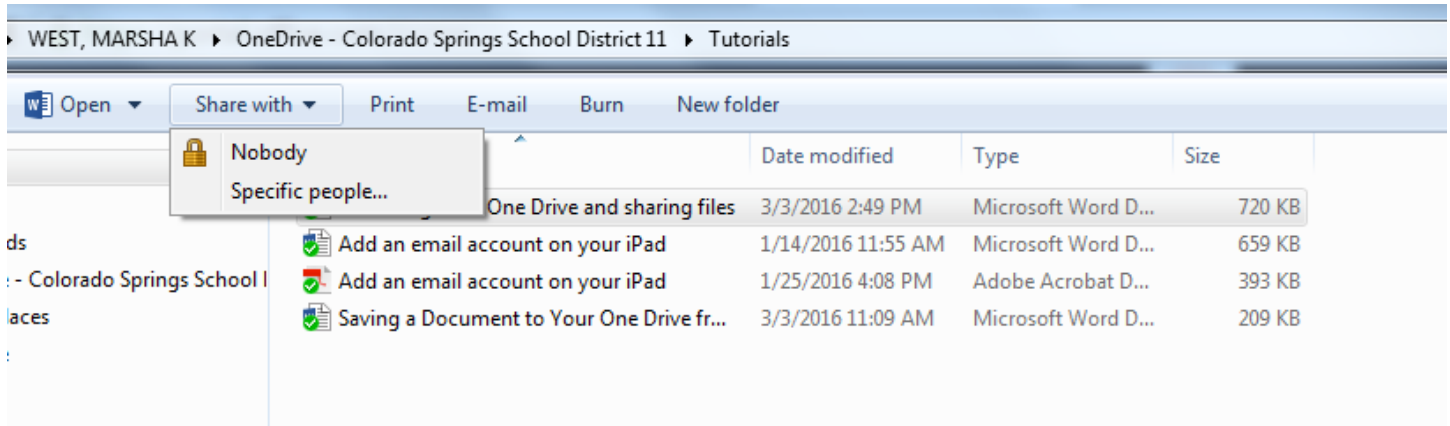 WEST, MARSHA K ▸ OneDrive - Colorado Springs School District 11 ▸ Tutorials
Open Share with Print E-mail Burn New folder
Nobody
Specific people...
Date modified Type Size
One Drive and sharing files 3/3/2016 2:49 PM Microsoft Word D... 720 KB
ds Add an email account on your iPad 1/14/2016 11:55 AM Microsoft Word D... 659 KB
- Colorado Springs School Add an email account on your iPad 1/25/2016 4:08 PM Adobe Acrobat D... 393 KB
laces Saving a Document to Your One Drive fr... 3/3/2016 11:09 AM Microsoft Word D... 209 KB